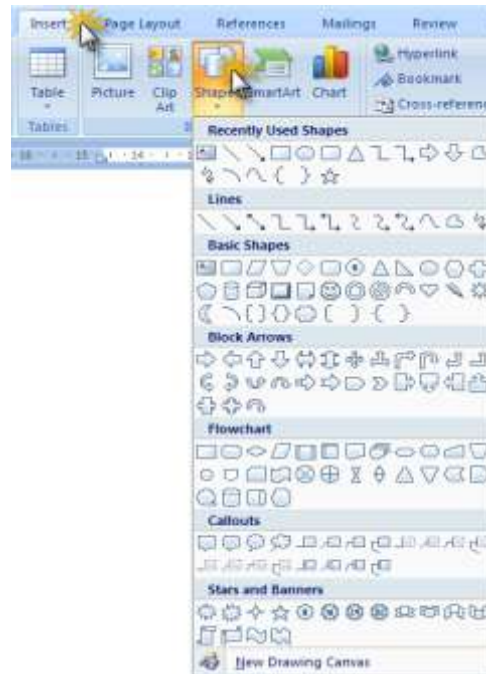 Insert Page Layout References Mailings Review
Hyperlink
Bookmark
Cross-referenc
Table Picture Clip Art Shapes SmartArt Chart
Tables
Recently Used Shapes
Lines
Basic Shapes
Block Arrows
Flowchart
Callouts
Stars and Banners
New Drawing Canvas